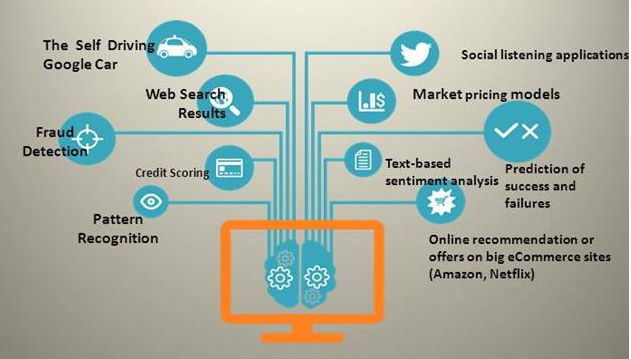 The Self Driving
Google Car
Web Search
Results
Fraud
Detection
Credit Scoring
Pattern
Recognition
Social listening applications
Market pricing models
Text-based
sentiment analysis
Prediction of
success and
failures
Online recommendation or
offers on big eCommerce sites
(Amazon, Netflix)